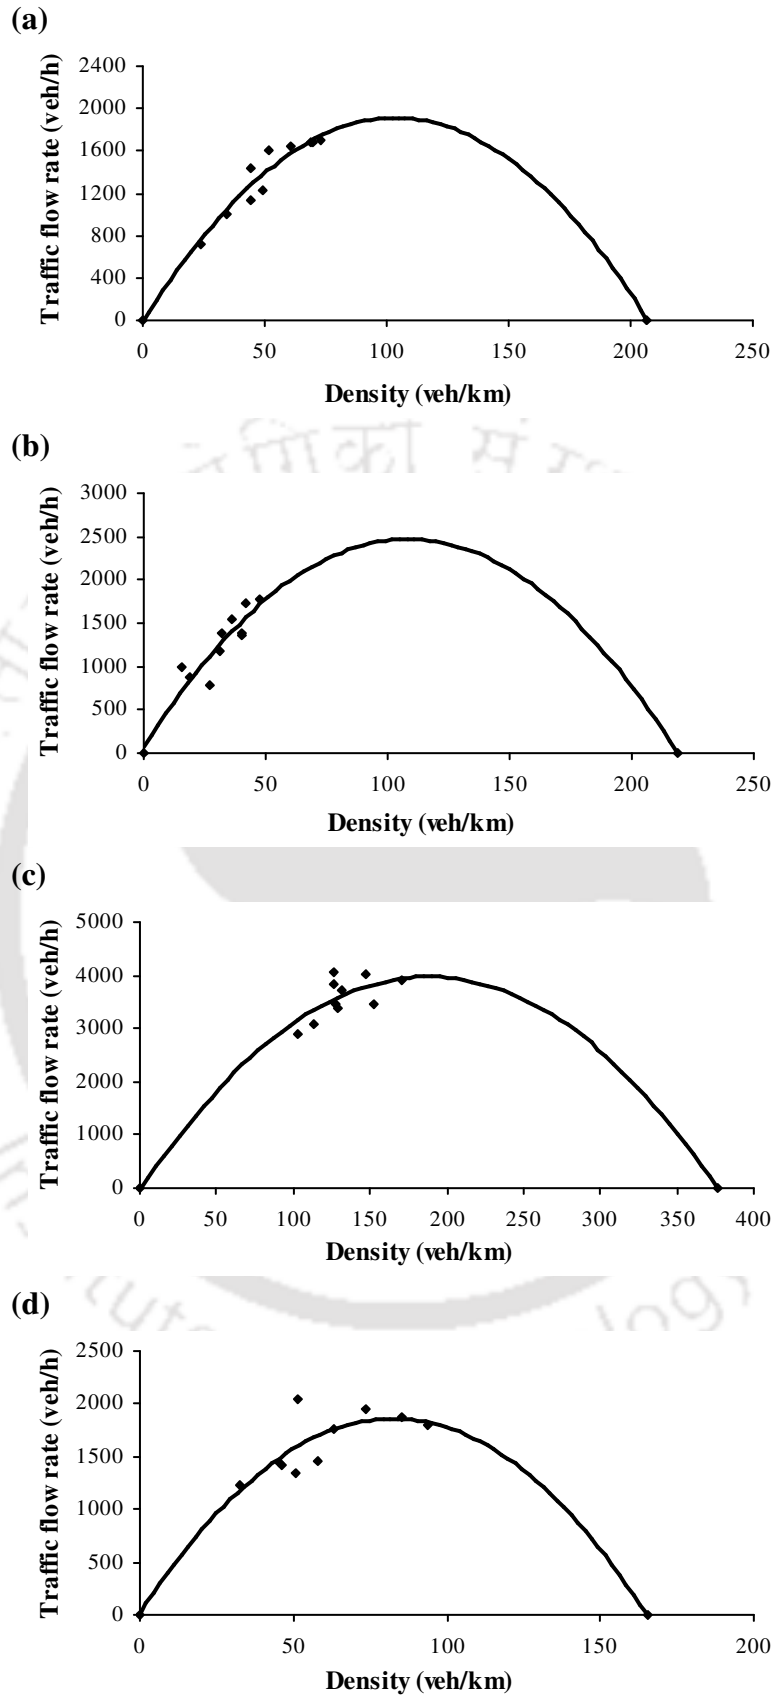 (a)
Traffic flow rate (veh/h)
2400
2000
1600
1200
800
400
0
0 50 100 150 200 250
Density (veh/km)
(b)
Traffic flow rate (veh/h)
3000
2500
2000
1500
1000
500
0
0 50 100 150 200 250
Density (veh/km)
(c)
Traffic flow rate (veh/h)
5000
4000
3000
2000
1000
0
0 50 100 150 200 250 300 350 400
Density (veh/km)
(d)
Traffic flow rate (veh/h)
2500
2000
1500
1000
500
0
0 50 100 150 200
Density (veh/km)